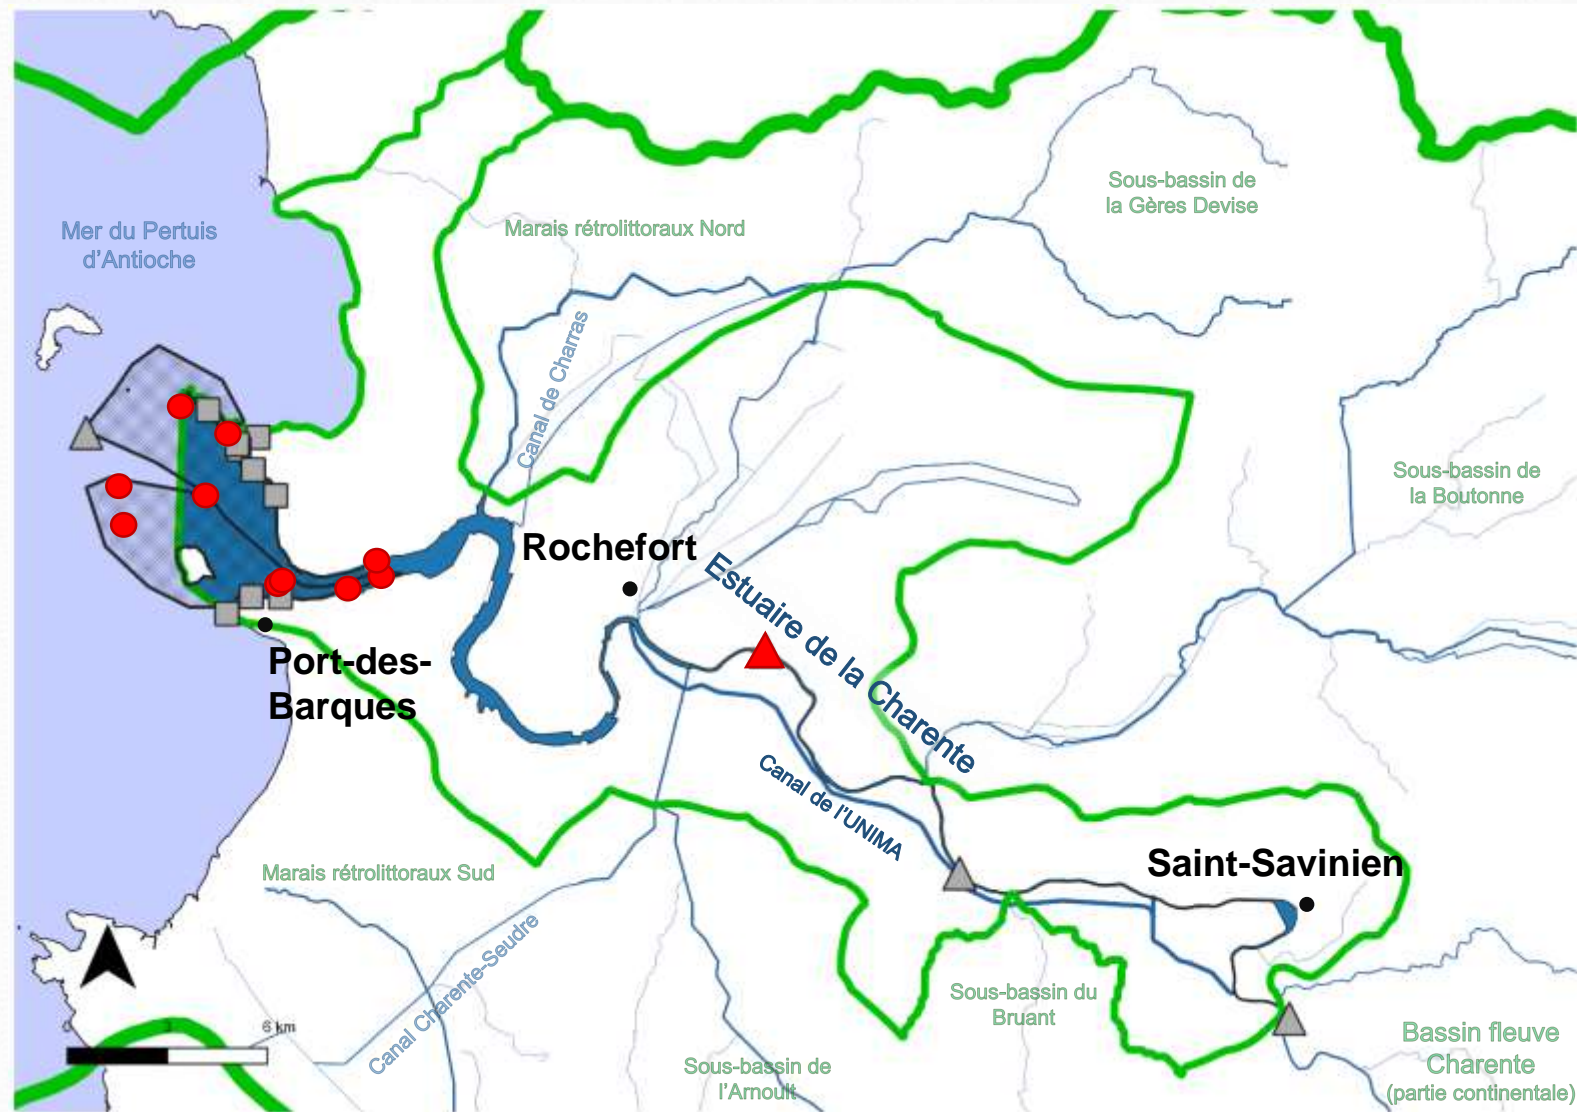 Sous-bassin de
la Gères Devise
Marais rétrolittoraux Nord
Mer du Pertuis
d'Antioche
Canal de Charras
Sous-bassin de
la Boutonne
Rochefort
Estuaire de la Charente
Port-des-
Barques
Canal de l'UNIMA
Saint-Savinien
Marais rétrolittoraux Sud
Canal Charente-Seudre
Sous-bassin du
Bruant
0 3 6 km
Bassin fleuve
Charente
(partie continentale)
Sous-bassin de
l'Arnoult